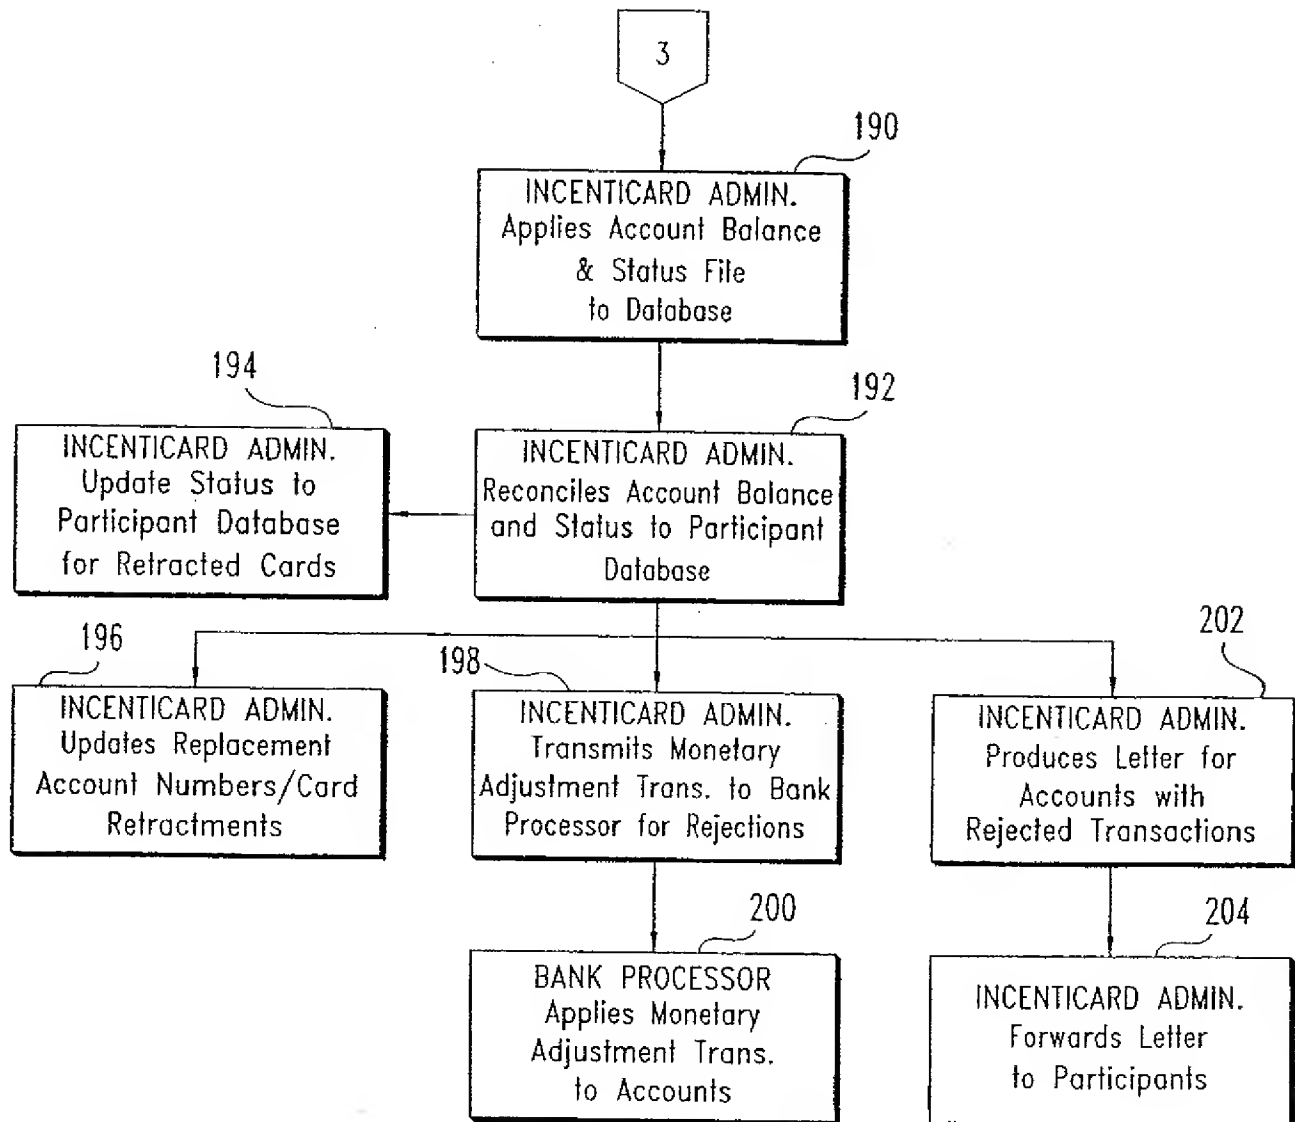 3
190
INCENTICARD ADMIN.
Applies Account Balance
& Status File
to Database
194
INCENTICARD ADMIN.
Update Status to
Participant Database
for Retracted Cards
192
INCENTICARD ADMIN.
Reconciles Account Balance
and Status to Participant
Database
196
INCENTICARD ADMIN.
Updates Replacement
Account Numbers/Card
Retractments
198
INCENTICARD ADMIN.
Transmits Monetary
Adjustment Trans. to Bank
Processor for Rejections
202
INCENTICARD ADMIN.
Produces Letter for
Accounts with
Rejected Transactions
200
BANK PROCESSOR
Applies Monetary
Adjustment Trans.
to Accounts
204
INCENTICARD ADMIN.
Forwards Letter
to Participants